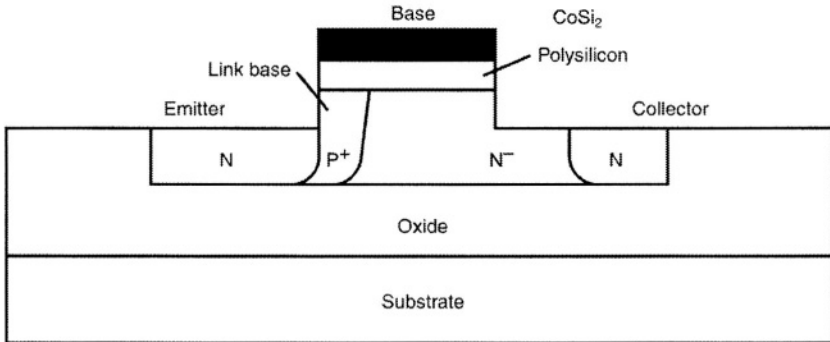 Base
CoSi₂
Link base
Polysilicon
Emitter
Collector
N
P⁺
N⁻
N
Oxide
Substrate